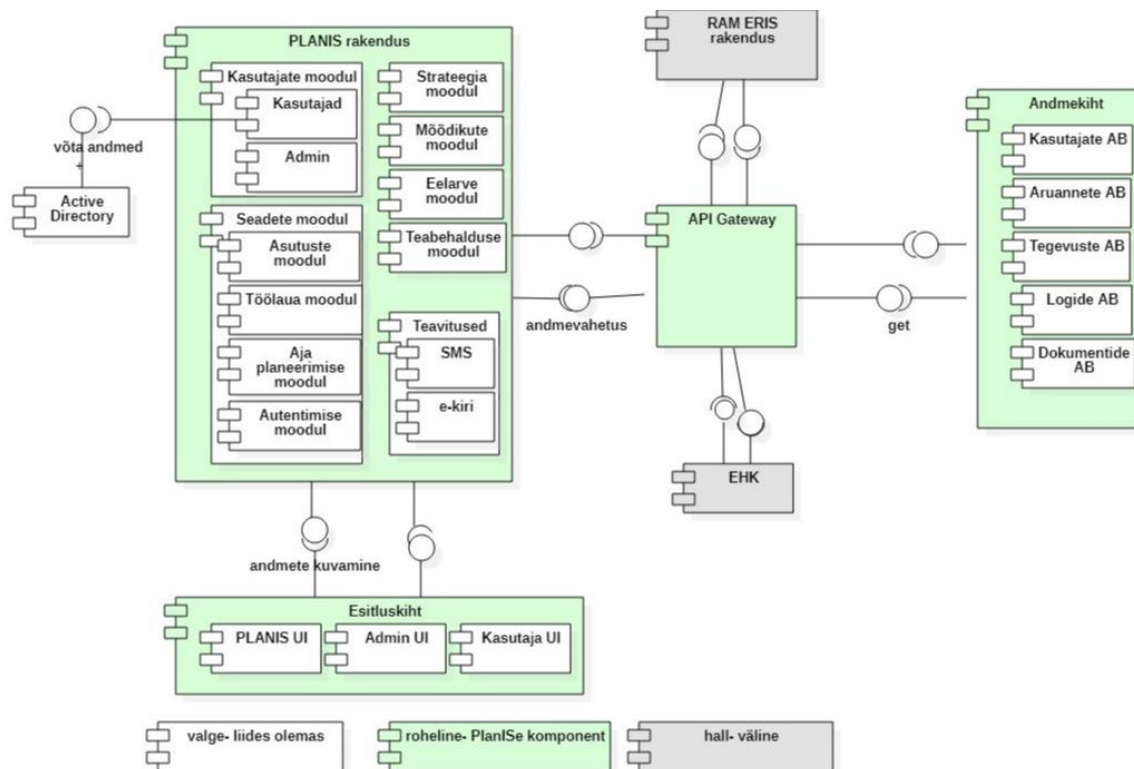 PLANIS rakendus
Kasutajate moodul
Kasutajad
Admin
Seadete moodul
Asutuste
moodul
Töölaua moodul
Aja
planeerimise
moodul
Autentimise
moodul
Strateegia
moodul
Mõõdikute
moodul
Eelarve
moodul
Teabehalduse
moodul
Teavitused
SMS
e-kiri
võta andmed
+
Active
Directory
RAM ERIS
rakendus
API Gateway
andmevahetus
get
Andmekiht
Kasutajate AB
Aruannete AB
Tegevuste AB
Logide AB
Dokumentide
AB
EHK
andmete kuvamine
Esitluskiht
PLANIS UI
Admin UI
Kasutaja UI
valge- liides olemas
roheline- PlanISe komponent
hall- väline